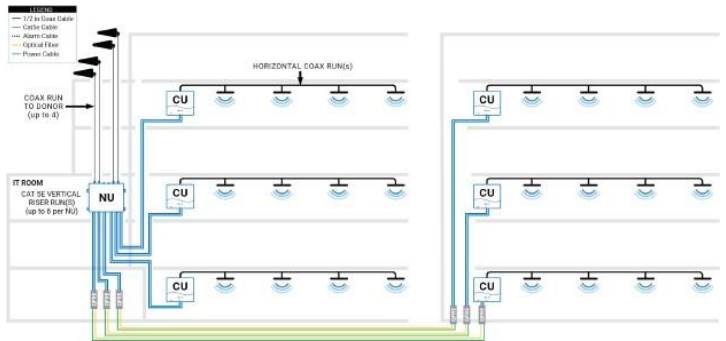 LEGEND
1/2 in Coax Cable
Cat5e Cable
Alarm Cable
Optical Fiber
Power Cable
HORIZONTAL COAX RUN(s)
COAX RUN
TO DONOR
(up to 4)
CU
CU
IT ROOM
CAT 5E VERTICAL
RISER RUN(S)
(up to 6 per NU)
NU
CU
CU
CU
CU